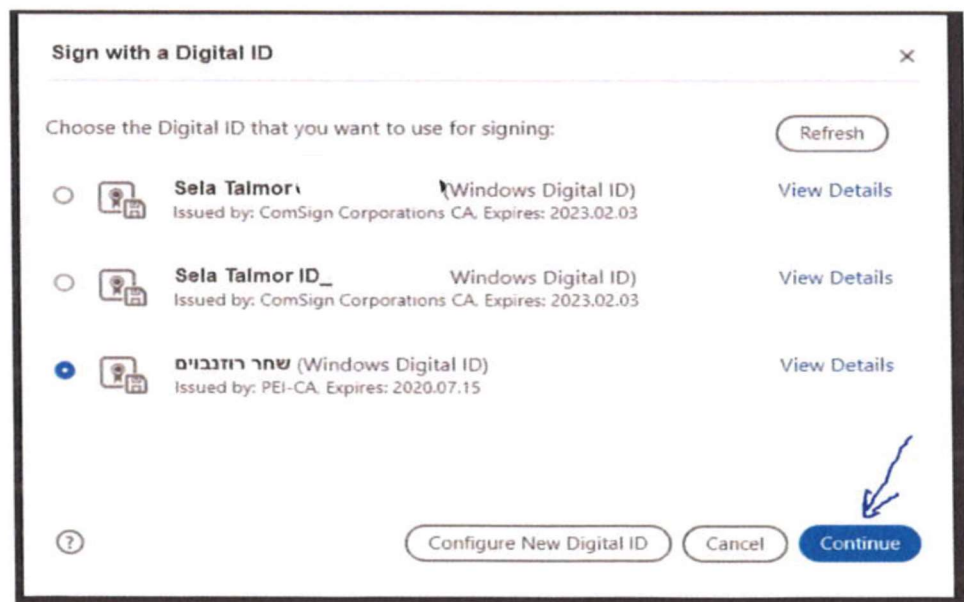 Sign with a Digital ID
Choose the Digital ID that you want to use for signing:
Refresh
Sela Talmor (Windows Digital ID)
View Details
Issued by: ComSign Corporations CA. Expires: 2023.02.03
Sela Talmor ID_ Windows Digital ID)
View Details
Issued by: ComSign Corporations CA. Expires: 2023.02.03
שחר רוזנבוים (Windows Digital ID)
View Details
Issued by: PEI-CA. Expires: 2020.07.15
?
Configure New Digital ID
Cancel
Continue